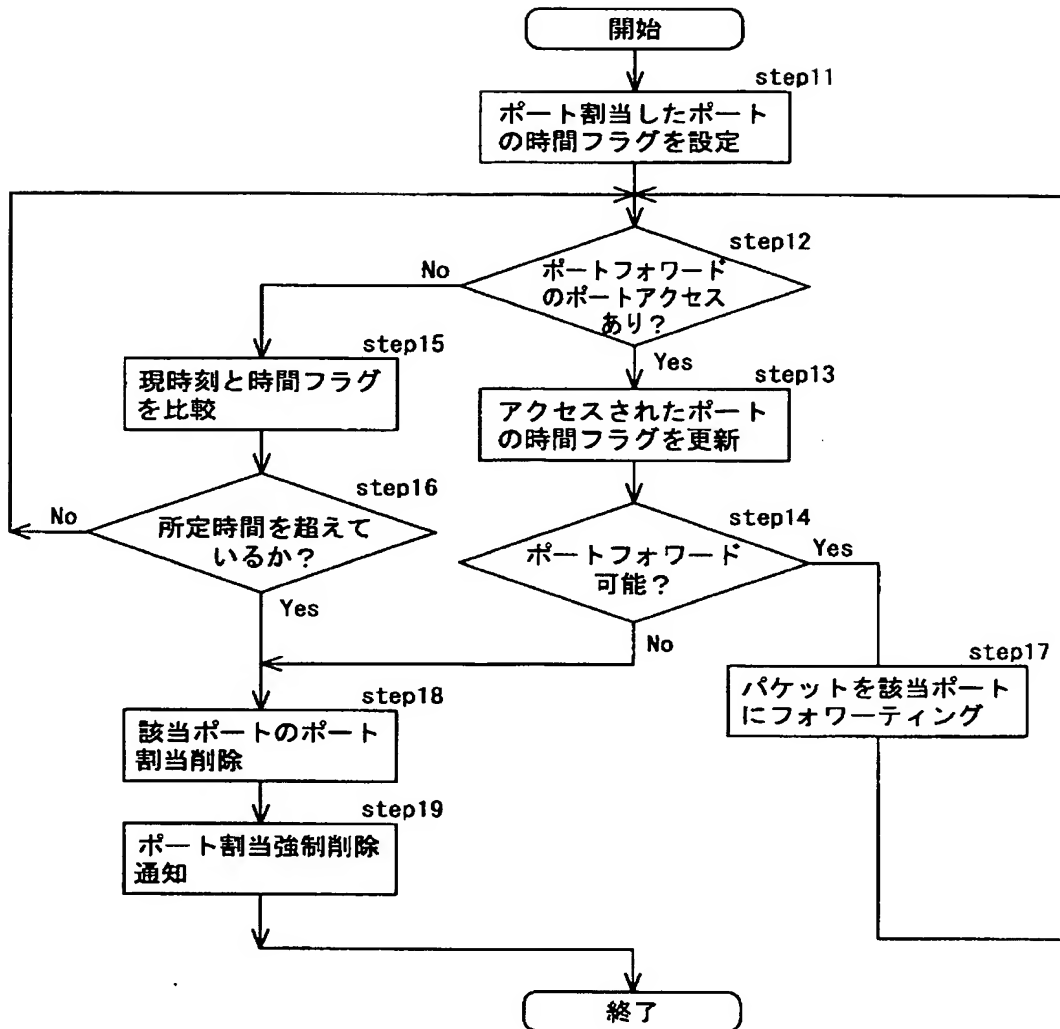 開始
step11
ポート割当したポート
の時間フラグを設定
step12
ポートフォワード
のポートアクセス
あり？
No
Yes
step15
現時刻と時間フラグ
を比較
step13
アクセスされたポート
の時間フラグを更新
step16
所定時間を超えて
いるか？
No
Yes
step14
ポートフォワード
可能？
Yes
No
step17
パケットを該当ポート
にフォワーティング
step18
該当ポートのポート
割当削除
step19
ポート割当強制削除
通知
終了